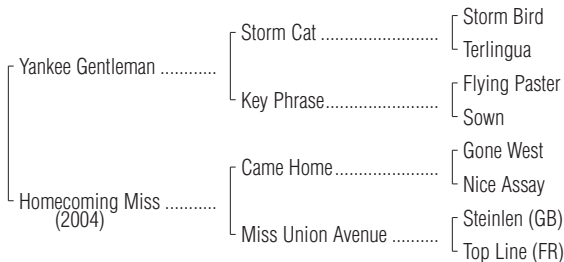 Storm Bird
Storm Cat ......................
Terlingua
Yankee Gentleman ...........
Flying Paster
Key Phrase.....................
Sown
Gone West
Came Home...................
Nice Assay
Homecoming Miss ..........
(2004)
Steinlen (GB)
Miss Union Avenue .........
Top Line (FR)